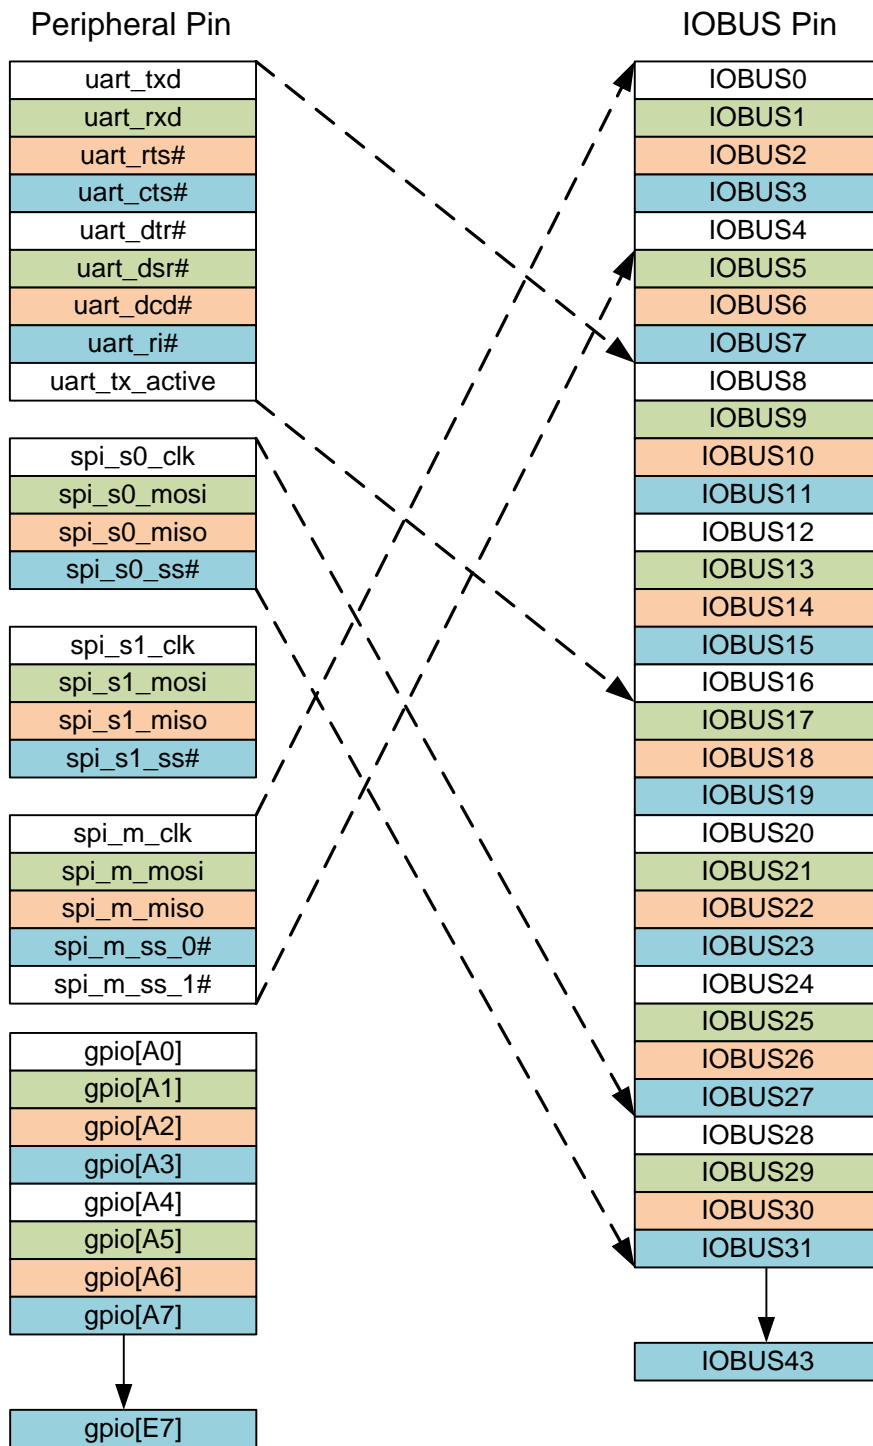 Peripheral Pin
uart_txd
uart_rxd
uart_rts#
uart_cts#
uart_dtr#
uart_dsr#
uart_dcd#
uart_ri#
uart_tx_active
spi_s0_clk
spi_s0_mosi
spi_s0_miso
spi_s0_ss#
spi_s1_clk
spi_s1_mosi
spi_s1_miso
spi_s1_ss#
spi_m_clk
spi_m_mosi
spi_m_miso
spi_m_ss_0#
spi_m_ss_1#
gpio[A0]
gpio[A1]
gpio[A2]
gpio[A3]
gpio[A4]
gpio[A5]
gpio[A6]
gpio[A7]
gpio[E7]
IOBUS Pin
IOBUS0
IOBUS1
IOBUS2
IOBUS3
IOBUS4
IOBUS5
IOBUS6
IOBUS7
IOBUS8
IOBUS9
IOBUS10
IOBUS11
IOBUS12
IOBUS13
IOBUS14
IOBUS15
IOBUS16
IOBUS17
IOBUS18
IOBUS19
IOBUS20
IOBUS21
IOBUS22
IOBUS23
IOBUS24
IOBUS25
IOBUS26
IOBUS27
IOBUS28
IOBUS29
IOBUS30
IOBUS31
IOBUS43